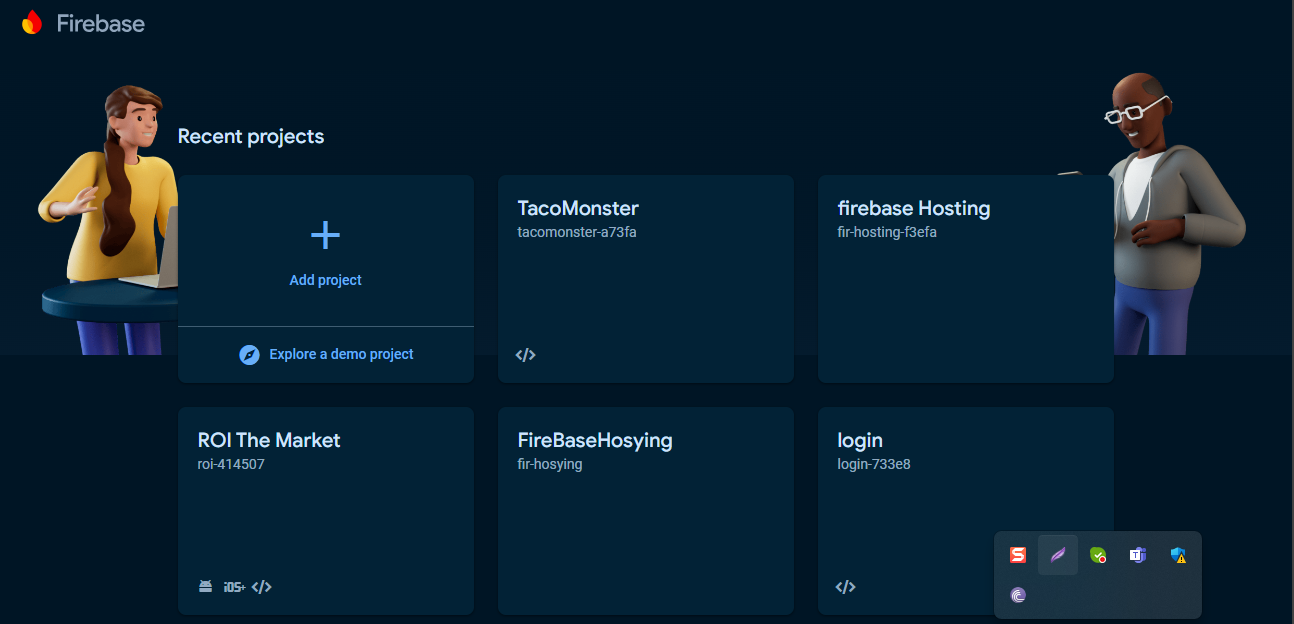 Firebase
Recent projects
Add project
Explore a demo project
TacoMonster
tacomonster-a73fa
firebase Hosting
fir-hosting-f3efa
ROI The Market
roi-414507
iOS+
FireBaseHosying
fir-hosying
login
login-733e8